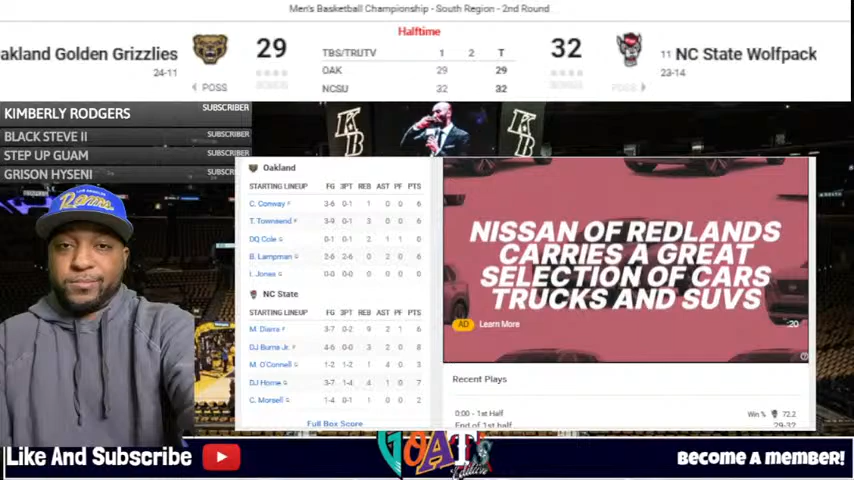 Men's Basketball Championship - South Region - 2nd Round
Halftime
akland Golden Grizzlies
24-11
29
TBS/TRUTV 1 2 T
OAK 29 29
NCSU 32 32
32
11 NC State Wolfpack
23-14
POSS
POSS
KIMBERLY RODGERS SUBSCRIBER
BLACK STEVE II SUBSCRIBER
STEP UP GUAM SUBSCRIBER
GRISON HYSENI SUBSC
K
B
K
B
LOS ANGELES
Rams
Oakland
STARTING LINEUP FG 3PT REB AST PF PTS
C. Conway F 3-6 0-1 1 0 0 6
T. Townsend F 3-9 0-1 3 0 0 6
DQ Cole G 0-1 0-1 2 1 1 0
B. Lampman G 2-6 2-6 0 2 0 6
I. Jones G 0-0 0-0 0 0 0 0
NC State
STARTING LINEUP FG 3PT REB AST PF PTS
M. Diarra F 3-7 0-2 9 2 1 6
DJ Burns Jr. F 4-6 0-0 3 2 0 8
M. O'Connell G 1-2 1-2 1 4 0 3
DJ Horne G 3-7 1-4 4 1 0 7
C. Morsell G 1-4 0-1 1 0 0 2
Full Box Score
NISSAN OF REDLANDS
CARRIES A GREAT
SELECTION OF CARS
TRUCKS AND SUVS
AD Learn More :20
Recent Plays
0:00 - 1st Half Win % 72.2
End of 1st half 29-32
Like And Subscribe
GOAT
BECOME A MEMBER!